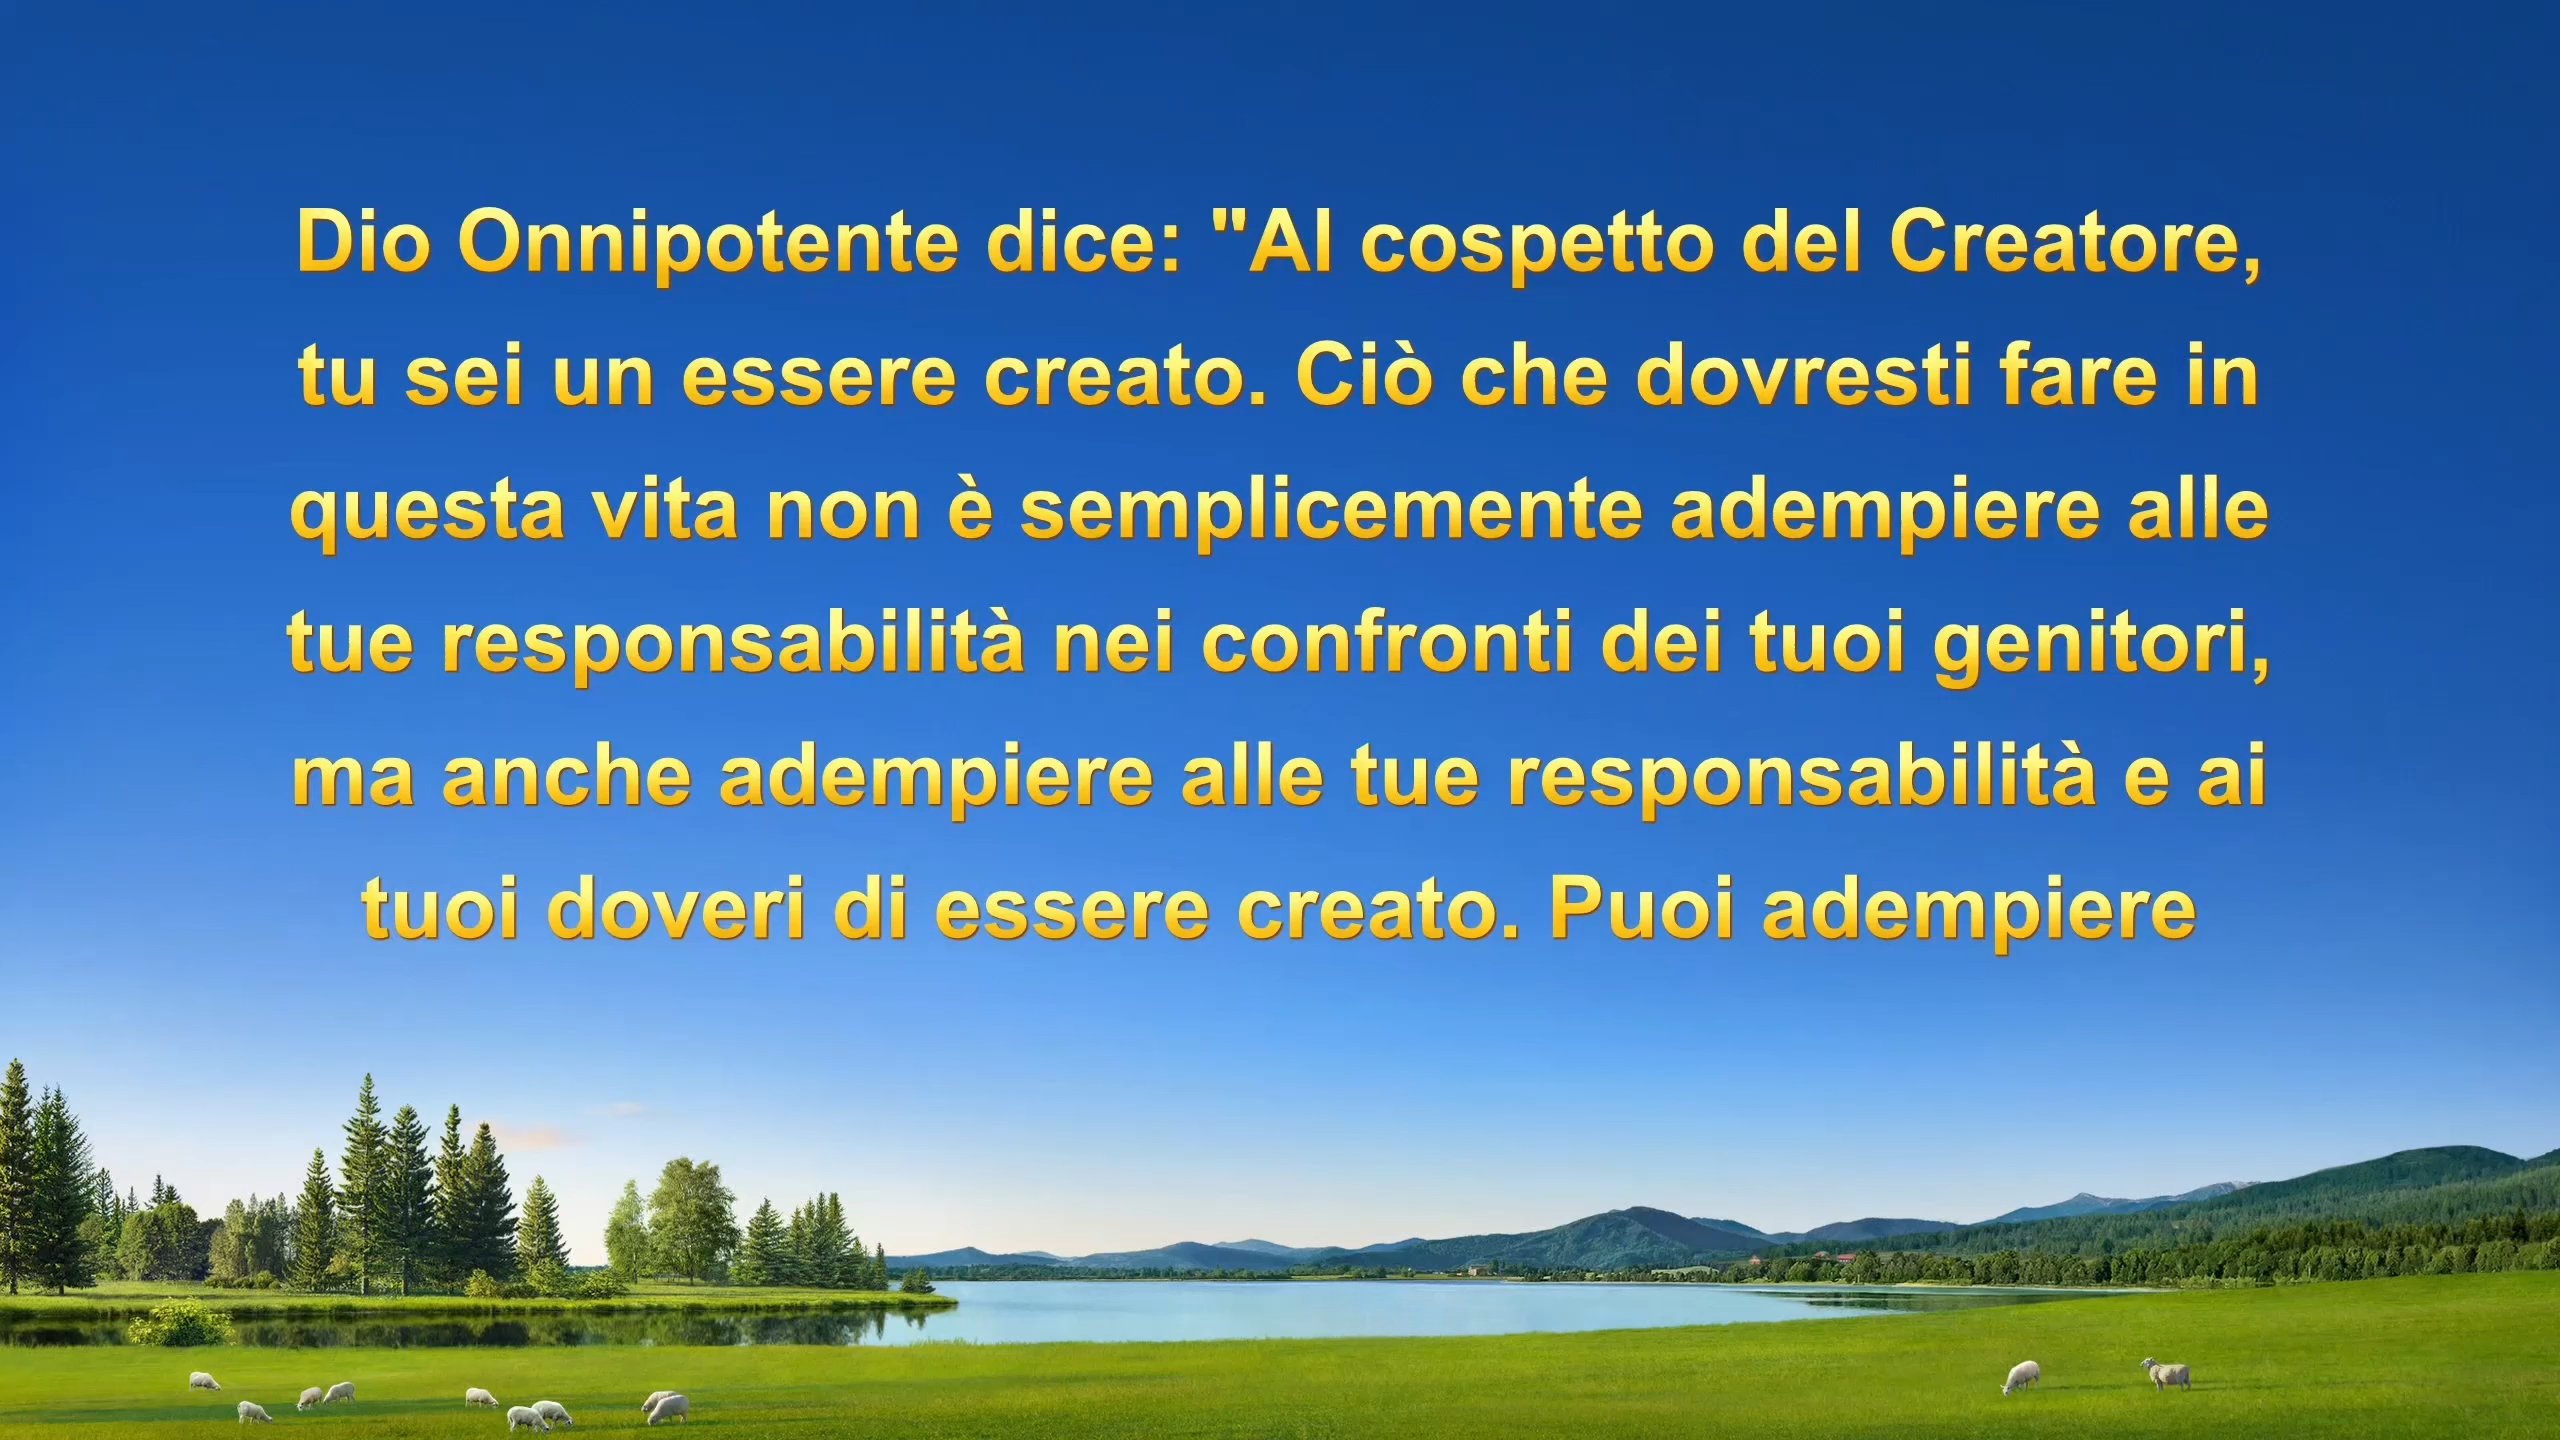 Dio Onnipotente dice: "Al cospetto del Creatore,
tu sei un essere creato. Ciò che dovresti fare in
questa vita non è semplicemente adempiere alle
tue responsabilità nei confronti dei tuoi genitori,
ma anche adempiere alle tue responsabilità e ai
tuoi doveri di essere creato. Puoi adempiere